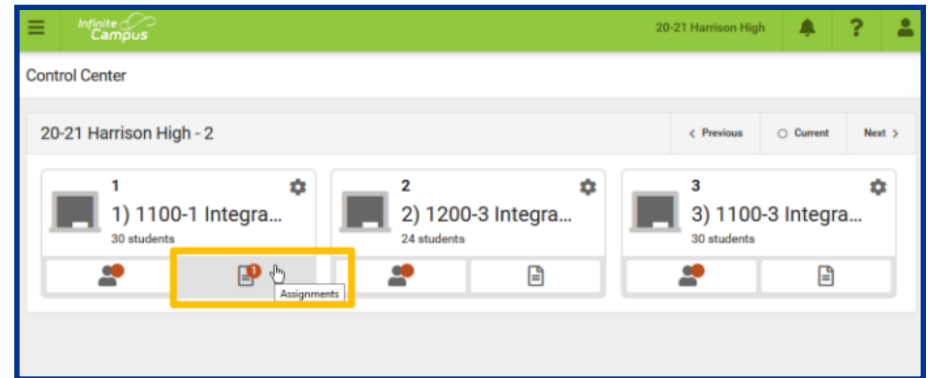 Infinite
Campus
20-21 Harrison High
?
Control Center
20-21 Harrison High - 2
< Previous
Current
Next >
1
1) 1100-1 Integra...
30 students
1
Assignments
2
2) 1200-3 Integra...
24 students
3
3) 1100-3 Integra...
30 students